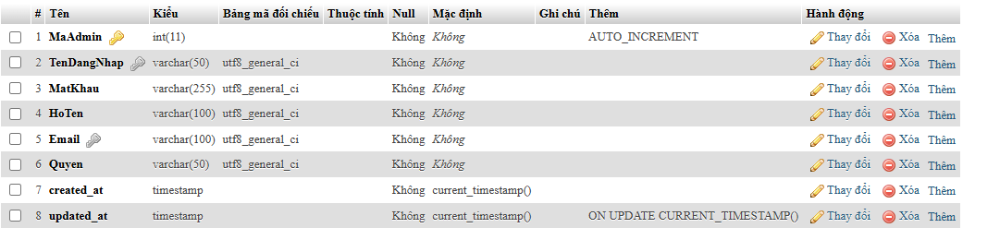 # Tên Kiểu Bảng mã đối chiếu Thuộc tính Null Mặc định Ghi chú Thêm Hành động
1 MaAdmin int(11) Không Không AUTO_INCREMENT Thay đổi Xóa Thêm
2 TenDangNhap varchar(50) utf8_general_ci Không Không Thay đổi Xóa Thêm
3 MatKhau varchar(255) utf8_general_ci Không Không Thay đổi Xóa Thêm
4 HoTen varchar(100) utf8_general_ci Không Không Thay đổi Xóa Thêm
5 Email varchar(100) utf8_general_ci Không Không Thay đổi Xóa Thêm
6 Quyen varchar(50) utf8_general_ci Không Không Thay đổi Xóa Thêm
7 created_at timestamp Không current_timestamp() Thay đổi Xóa Thêm
8 updated_at timestamp Không current_timestamp() ON UPDATE CURRENT_TIMESTAMP() Thay đổi Xóa Thêm